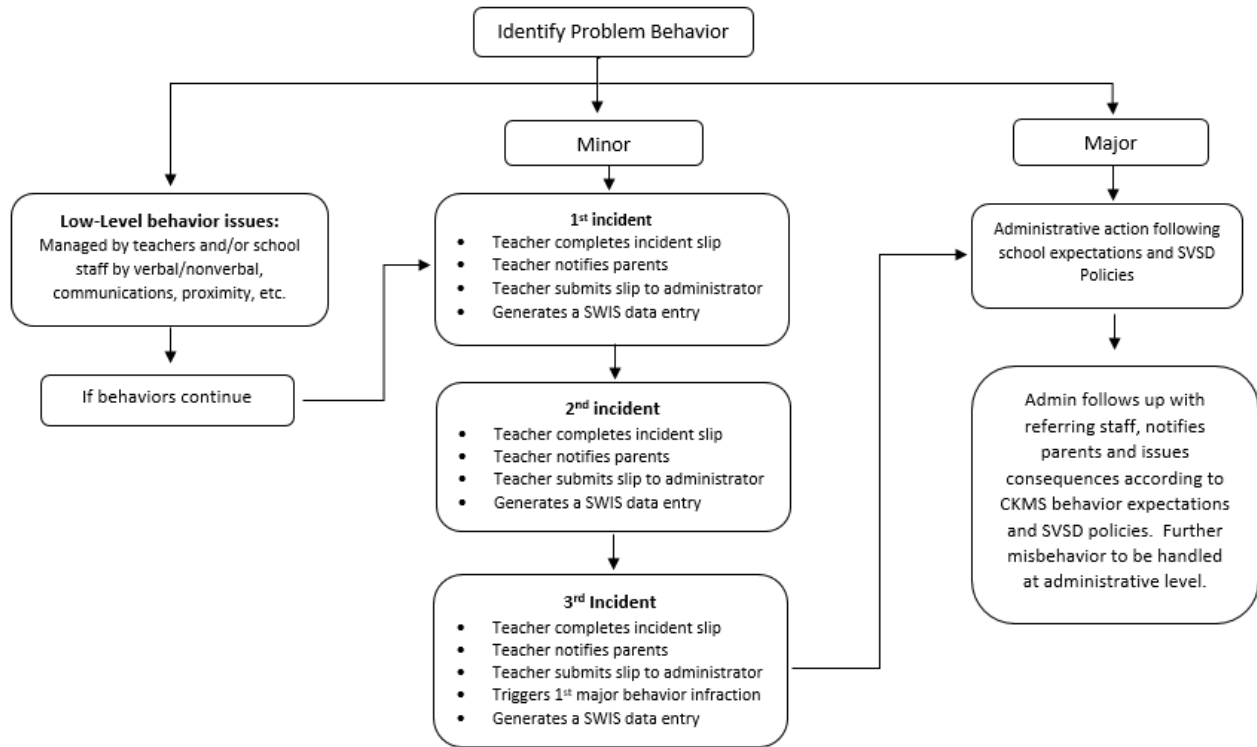 Identify Problem Behavior
Minor
Major
Low-Level behavior issues:
Managed by teachers and/or school
staff by verbal/nonverbal,
communications, proximity, etc.
If behaviors continue
1st incident
• Teacher completes incident slip
• Teacher notifies parents
• Teacher submits slip to administrator
• Generates a SWIS data entry
2nd incident
• Teacher completes incident slip
• Teacher notifies parents
• Teacher submits slip to administrator
• Generates a SWIS data entry
3rd Incident
• Teacher completes incident slip
• Teacher notifies parents
• Teacher submits slip to administrator
• Triggers 1st major behavior infraction
• Generates a SWIS data entry
Administrative action following
school expectations and SVSD
Policies
Admin follows up with
referring staff, notifies
parents and issues
consequences according to
CKMS behavior expectations
and SVSD policies.  Further
misbehavior to be handled
at administrative level.